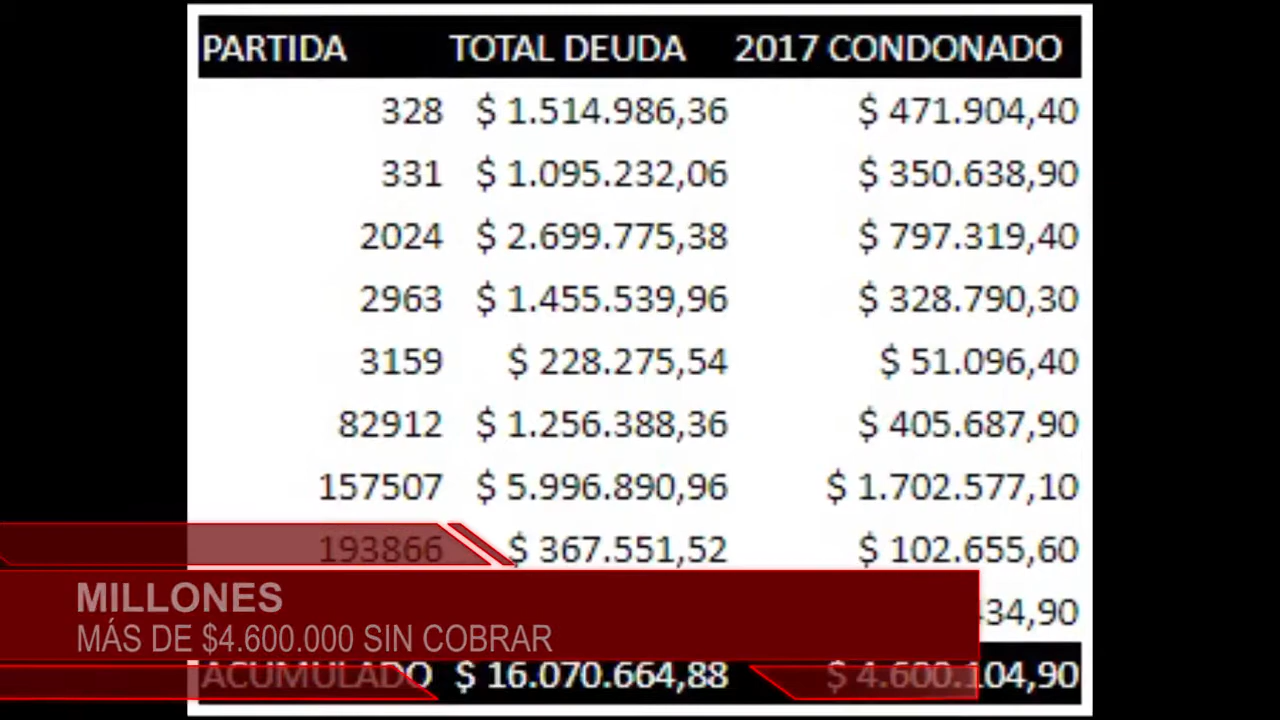 PARTIDA TOTAL DEUDA 2017 CONDONADO
328 $ 1.514.986,36 $ 471.904,40
331 $ 1.095.232,06 $ 350.638,90
2024 $ 2.699.775,38 $ 797.319,40
2963 $ 1.455.539,96 $ 328.790,30
3159 $ 228.275,54 $ 51.096,40
82912 $ 1.256.388,36 $ 405.687,90
157507 $ 5.996.890,96 $ 1.702.577,10
193866 $ 367.551,52 $ 102.655,60
34,90
MILLONES
MÁS DE $4.600.000 SIN COBRAR
ACUMULADO $ 16.070.664,88 $ 4.600.104,90